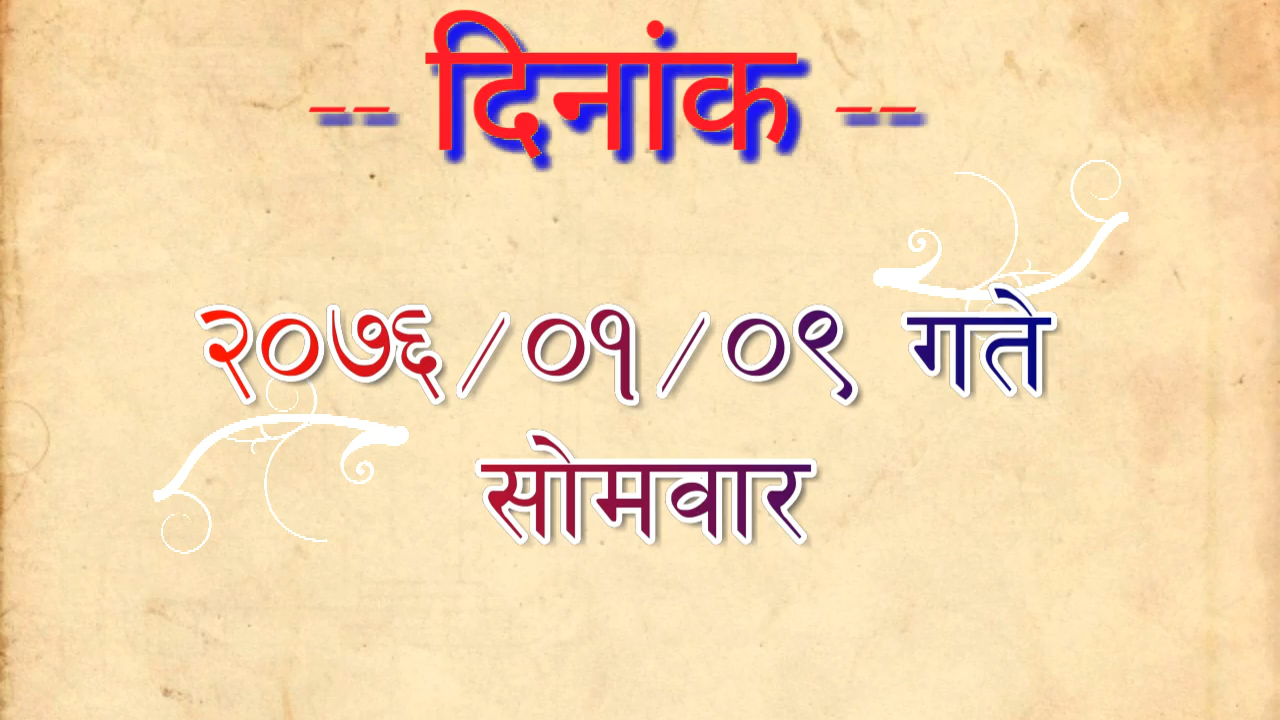 -- दिनांक --
२०७६/०१/०९ गते
सोमवार